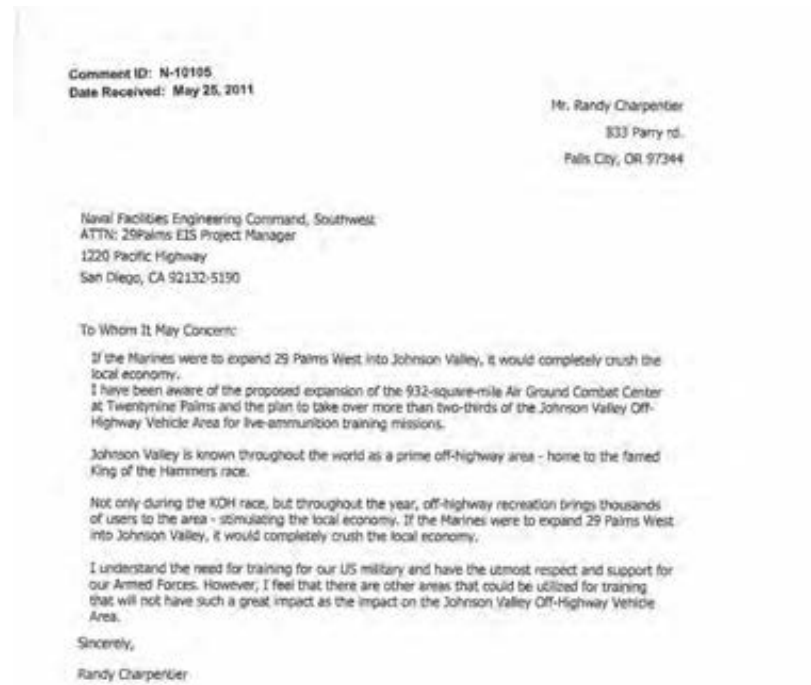 Comment ID: N-10105
Date Received: May 25, 2011
Mr. Randy Charpentier
833 Parry rd.
Falls City, OR 97344
Naval Facilities Engineering Command, Southwest
ATTN: 29Palms EIS Project Manager
1220 Pacific Highway
San Diego, CA 92132-5190
To Whom It May Concern:
If the Marines were to expand 29 Palms West into Johnson Valley, it would completely crush the
local economy.
I have been aware of the proposed expansion of the 932-square-mile Air Ground Combat Center
at Twentynine Palms and the plan to take over more than two-thirds of the Johnson Valley Off-
Highway Vehicle Area for live-ammunition training missions.
Johnson Valley is known throughout the world as a prime off-highway area - home to the famed
King of the Hammers race.
Not only during the KOH race, but throughout the year, off-highway recreation brings thousands
of users to the area - stimulating the local economy. If the Marines were to expand 29 Palms West
into Johnson Valley, it would completely crush the local economy.
I understand the need for training for our US military and have the utmost respect and support for
our Armed Forces. However, I feel that there are other areas that could be utilized for training
that will not have such a great impact as the impact on the Johnson Valley Off-Highway Vehicle
Area.
Sincerely,
Randy Charpentier